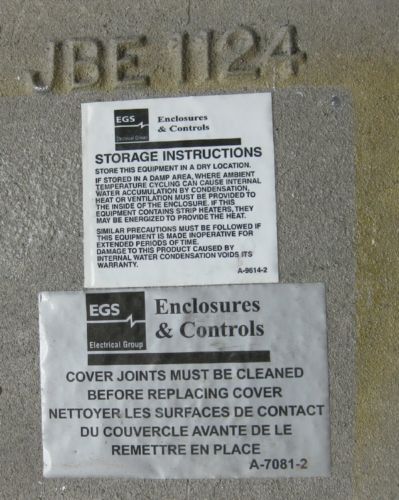 JBE 1124
EGS Enclosures
Electrical Group & Controls
STORAGE INSTRUCTIONS
STORE THIS EQUIPMENT IN A DRY LOCATION.
IF STORED IN A DAMP AREA, WHERE AMBIENT
TEMPERATURE CYCLING CAN CAUSE INTERNAL
WATER ACCUMULATION BY CONDENSATION,
HEAT OR VENTILATION MUST BE PROVIDED TO
THE INSIDE OF THE ENCLOSURE. IF THIS
EQUIPMENT CONTAINS STRIP HEATERS, THEY
MAY BE ENERGIZED TO PROVIDE THE HEAT.
SIMILAR PRECAUTIONS MUST BE FOLLOWED IF
THIS EQUIPMENT IS MADE INOPERATIVE FOR
EXTENDED PERIODS OF TIME.
DAMAGE TO THIS PRODUCT CAUSED BY
INTERNAL WATER CONDENSATION VOIDS ITS
WARRANTY.
A-9614-2
EGS Enclosures
Electrical Group & Controls
COVER JOINTS MUST BE CLEANED
BEFORE REPLACING COVER
NETTOYER LES SURFACES DE CONTACT
DU COUVERCLE AVANTE DE LE
REMETTRE EN PLACE
A-7081-2